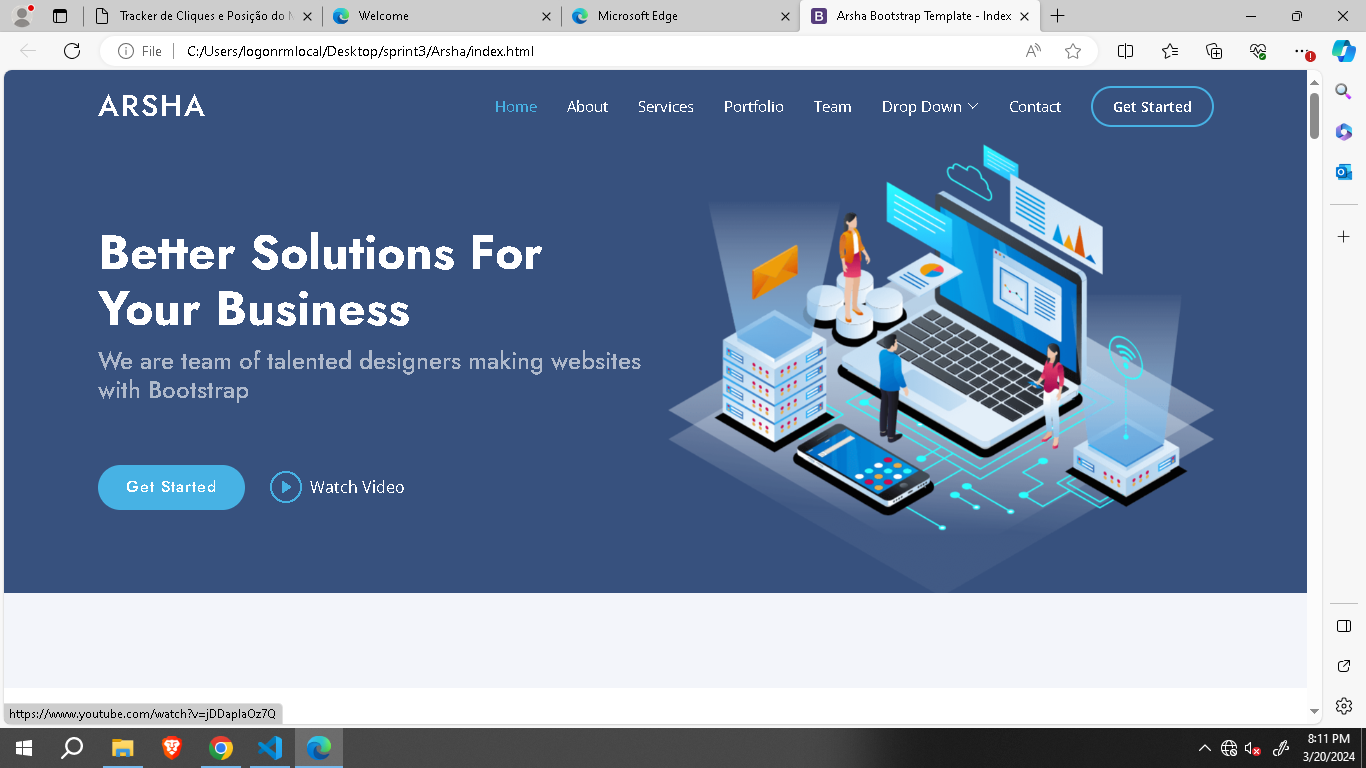 Tracker de Cliques e Posição do M
Welcome
Microsoft Edge
Arsha Bootstrap Template - Index
File
C:/Users/logonrmlocal/Desktop/sprint3/Arsha/index.html
ARSHA
Home
About
Services
Portfolio
Team
Drop Down
Contact
Get Started
Better Solutions For
Your Business
We are team of talented designers making websites
with Bootstrap
Get Started
Watch Video
https://www.youtube.com/watch?v=jDDaplaOz7Q
8:11 PM
3/20/2024